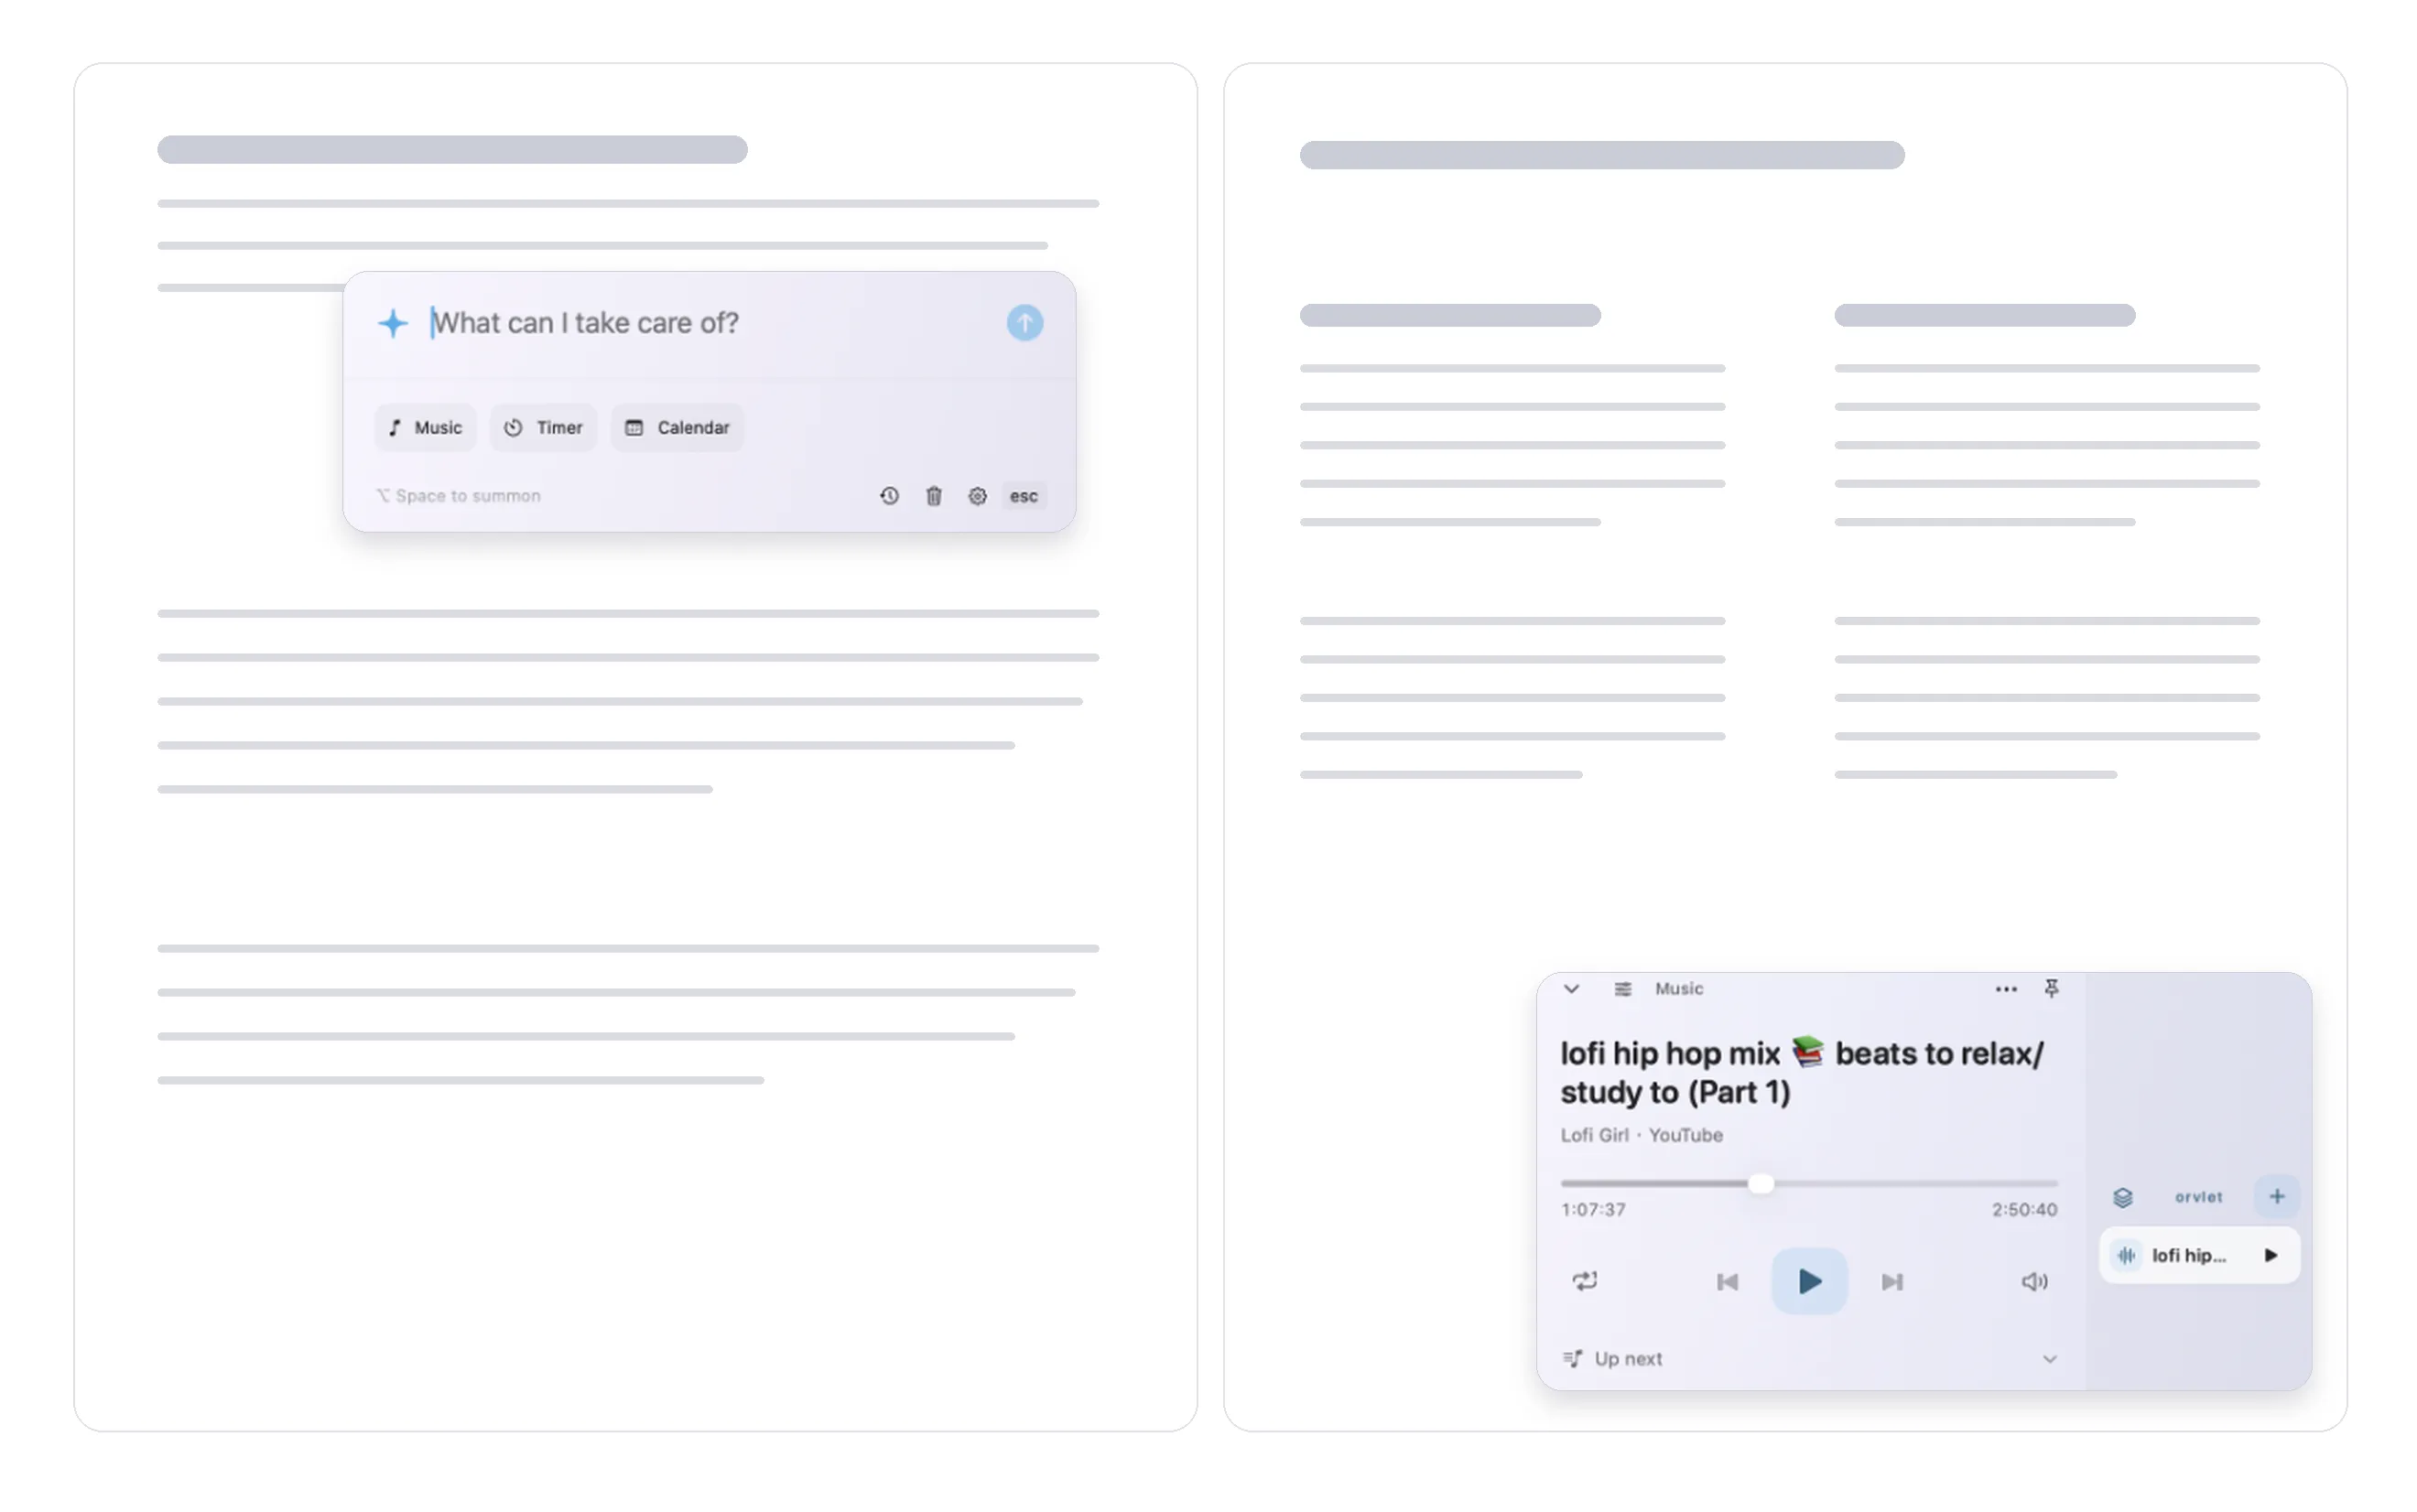 What can I take care of?
Music Timer Calendar
⌥ Space to summon
esc
Music
lofi hip hop mix 📚 beats to relax/
study to (Part 1)
Lofi Girl · YouTube
1:07:37 2:50:40
Up next
orvlet
lofi hip...